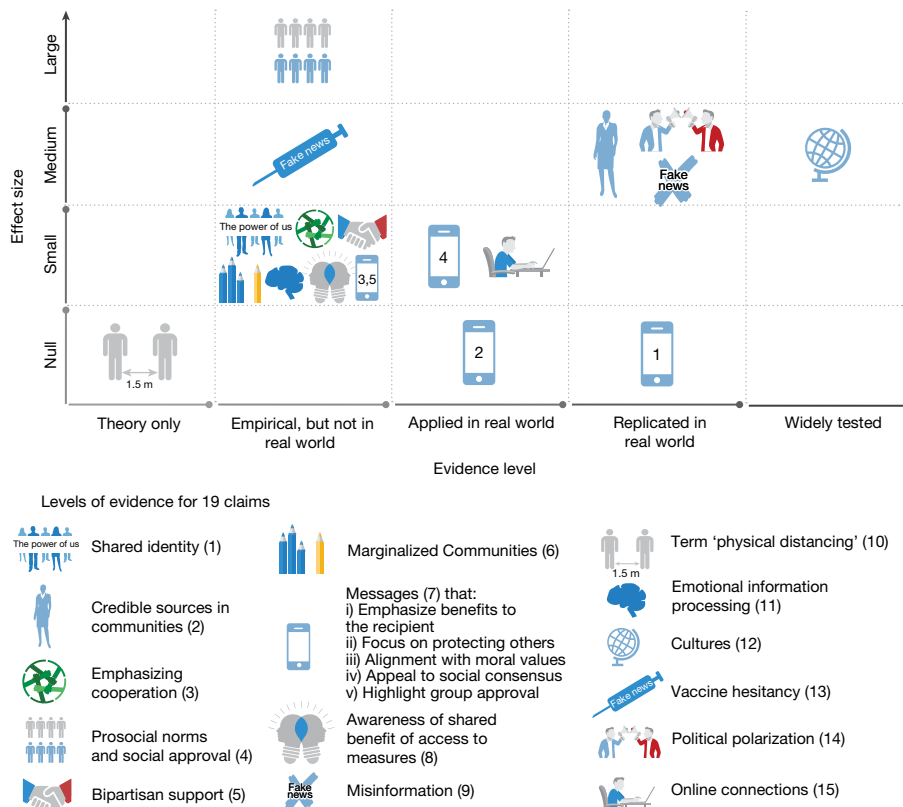 Effect size
Large
Medium
Small
Null
Fake news
Fake
news
The power of us
3,5
4
1.5 m
2
1
Theory only
Empirical, but not in
real world
Applied in real world
Replicated in
real world
Widely tested
Evidence level
Levels of evidence for 19 claims
The power of us
Shared identity (1)
Credible sources in
communities (2)
Emphasizing
cooperation (3)
Prosocial norms
and social approval (4)
Bipartisan support (5)
Marginalized Communities (6)
Messages (7) that:
i) Emphasize benefits to
the recipient
ii) Focus on protecting others
iii) Alignment with moral values
iv) Appeal to social consensus
v) Highlight group approval
Awareness of shared
benefit of access to
measures (8)
Fake
news
Misinformation (9)
1.5 m
Term ‘physical distancing’ (10)
Emotional information
processing (11)
Cultures (12)
Fake news
Vaccine hesitancy (13)
Political polarization (14)
Online connections (15)